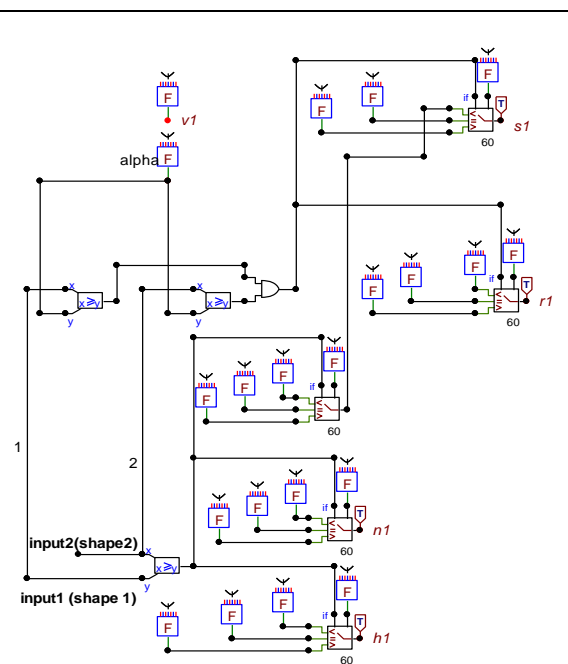 F
if
F
F
T
<
=
>
s1
60
F
v1
alpha F
F
F
F
if
F
T
<
=
>
r1
60
x
x ≥ y
y
x
x ≥ y
y
F
F
F
if
F
<
=
>
60
1
2
F
F
F
if
F
T
<
=
>
n1
60
input2(shape2)
x
x ≥ y
y
input1 (shape 1)
F
F
F
if
F
T
<
=
>
h1
60